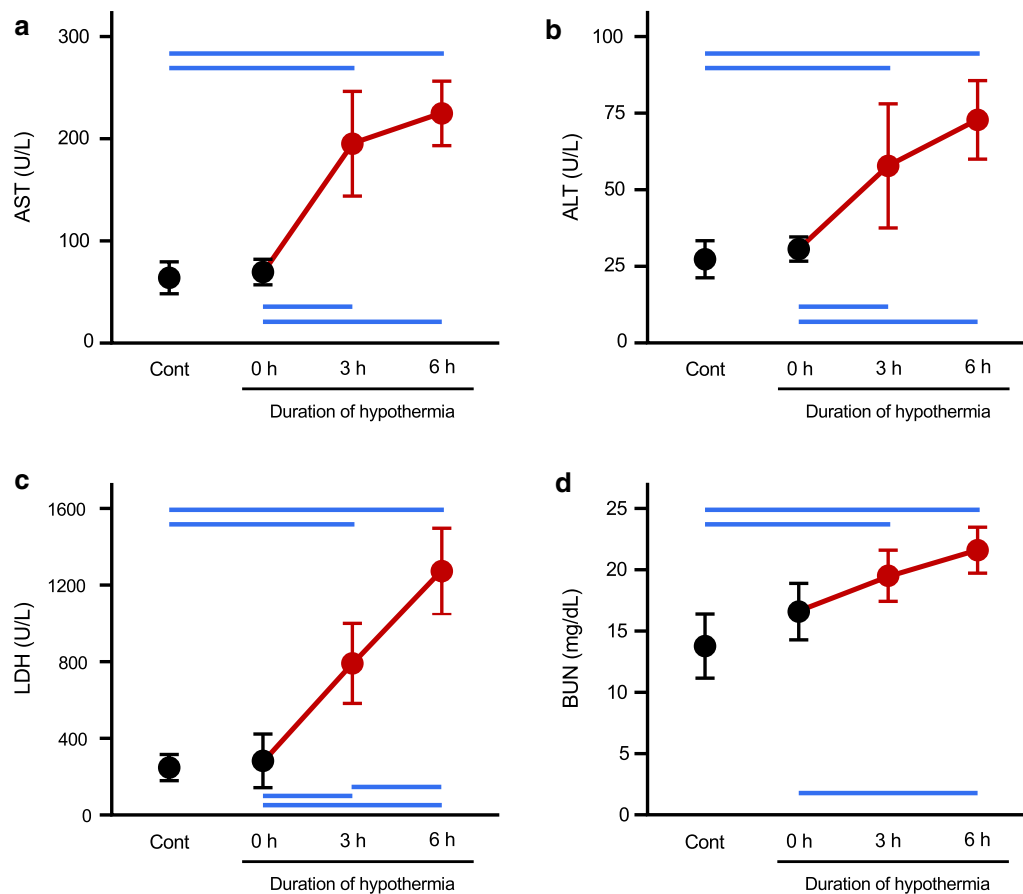 a
300
200
100
0
AST (U/L)
Cont
0 h
3 h
6 h
Duration of hypothermia
b
100
75
50
25
0
ALT (U/L)
Cont
0 h
3 h
6 h
Duration of hypothermia
c
1600
1200
800
400
0
LDH (U/L)
Cont
0 h
3 h
6 h
Duration of hypothermia
d
25
20
15
10
5
0
BUN (mg/dL)
Cont
0 h
3 h
6 h
Duration of hypothermia